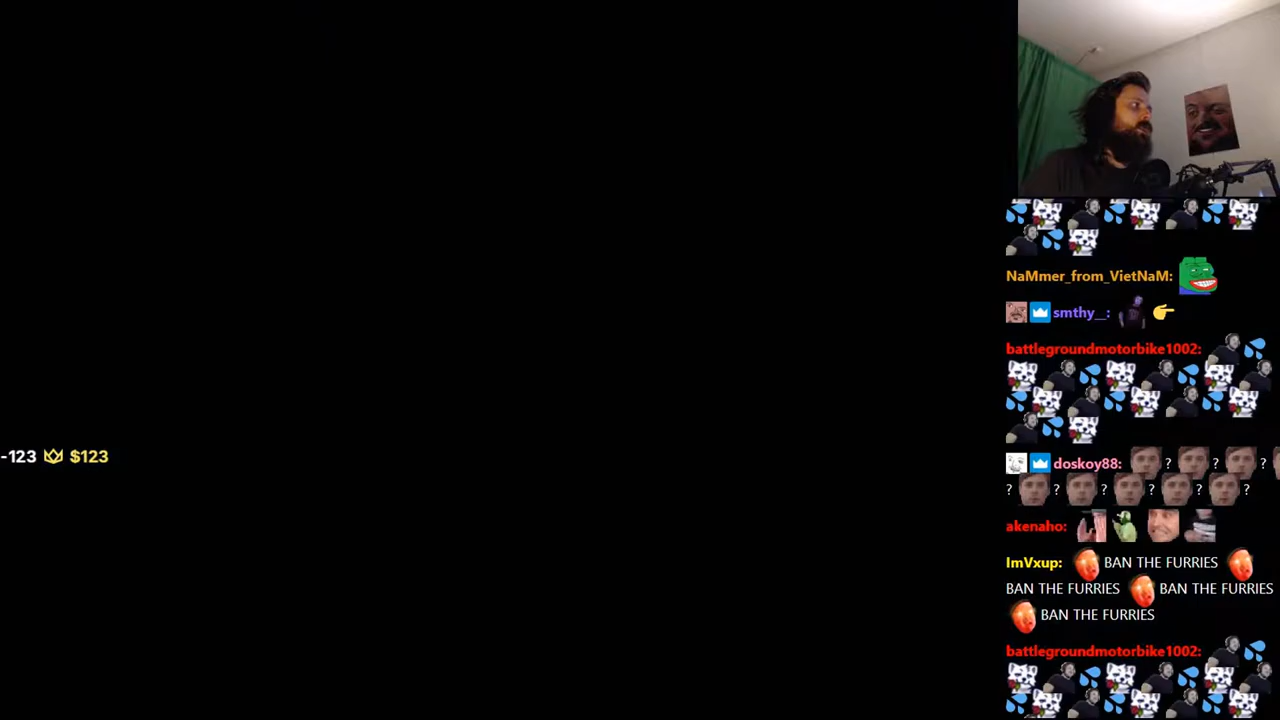 NaMmer_from_VietNaM:
smthy__:
battlegroundmotorbike1002:
-123 $123
doskoy88: ? ? ?
? ? ? ? ? ?
akenaho:
ImVxup: BAN THE FURRIES
BAN THE FURRIES BAN THE FURRIES
BAN THE FURRIES
battlegroundmotorbike1002: